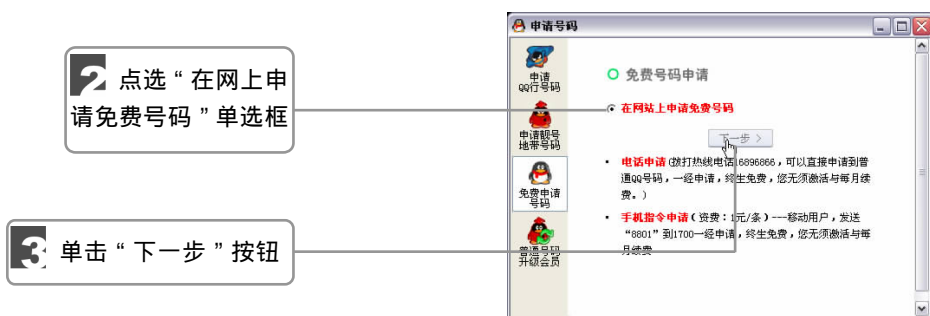 申请号码
2 点选“在网上申
请免费号码”单选框
3 单击“下一步”按钮
申请
QQ行号码
申请靓号
地带号码
免费申请
号码
普通号码
升级会员
免费号码申请
在网站上申请免费号码
下一步 >
• 电话申请(拨打热线电话16896866,可以直接申请到普
通QQ号码,一经申请,终生免费,您无须激活与每月续
费。)
• 手机指令申请(资费:1元/条)---移动用户,发送
“8801”到1700一经申请,终生免费,您无须激活与每
月续费